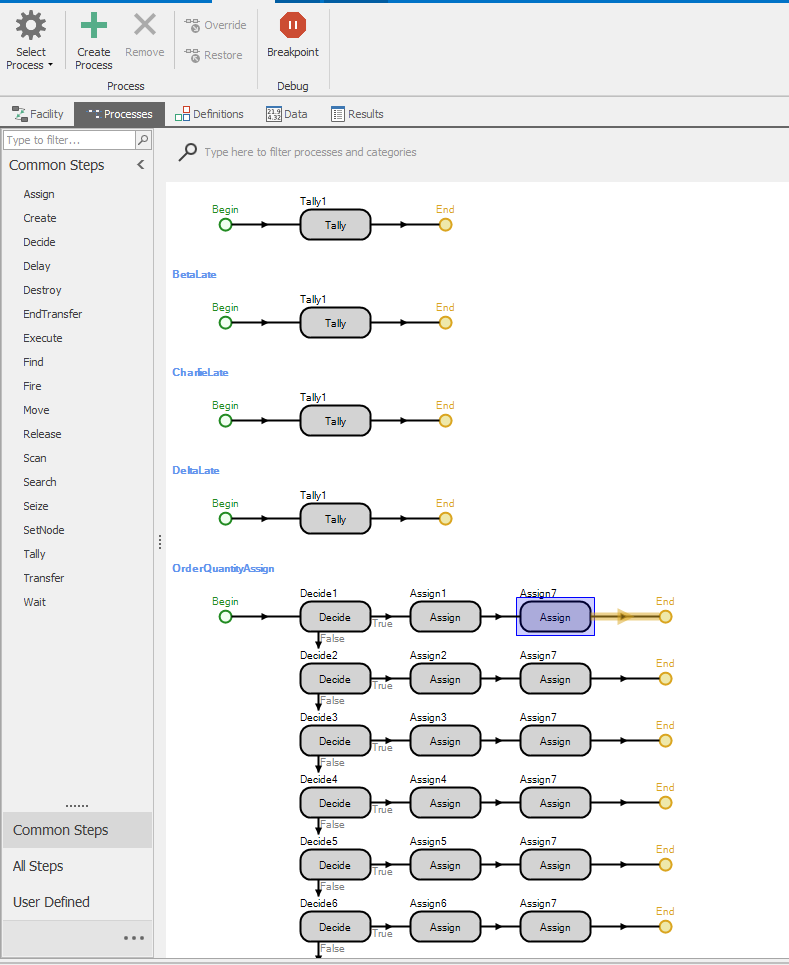 Select Process
Create Process
Remove
Override
Restore
Breakpoint
Process
Debug
Facility
Processes
Definitions
21.9
4.32
Data
Results
Type to filter...
Common Steps
Assign
Create
Decide
Delay
Destroy
EndTransfer
Execute
Find
Fire
Move
Release
Scan
Search
Seize
SetNode
Tally
Transfer
Wait
Common Steps
All Steps
User Defined
Type here to filter processes and categories
Begin Tally1 End
Tally
BetaLate
Begin Tally1 End
Tally
CharlieLate
Begin Tally1 End
Tally
DeltaLate
Begin Tally1 End
Tally
OrderQuantityAssign
Begin Decide1 Assign1 Assign7 End
Decide True Assign Assign
False
Decide2 Assign2 Assign7 End
Decide True Assign Assign
False
Decide3 Assign3 Assign7 End
Decide True Assign Assign
False
Decide4 Assign4 Assign7 End
Decide True Assign Assign
False
Decide5 Assign5 Assign7 End
Decide True Assign Assign
False
Decide6 Assign6 Assign7 End
Decide True Assign Assign
False